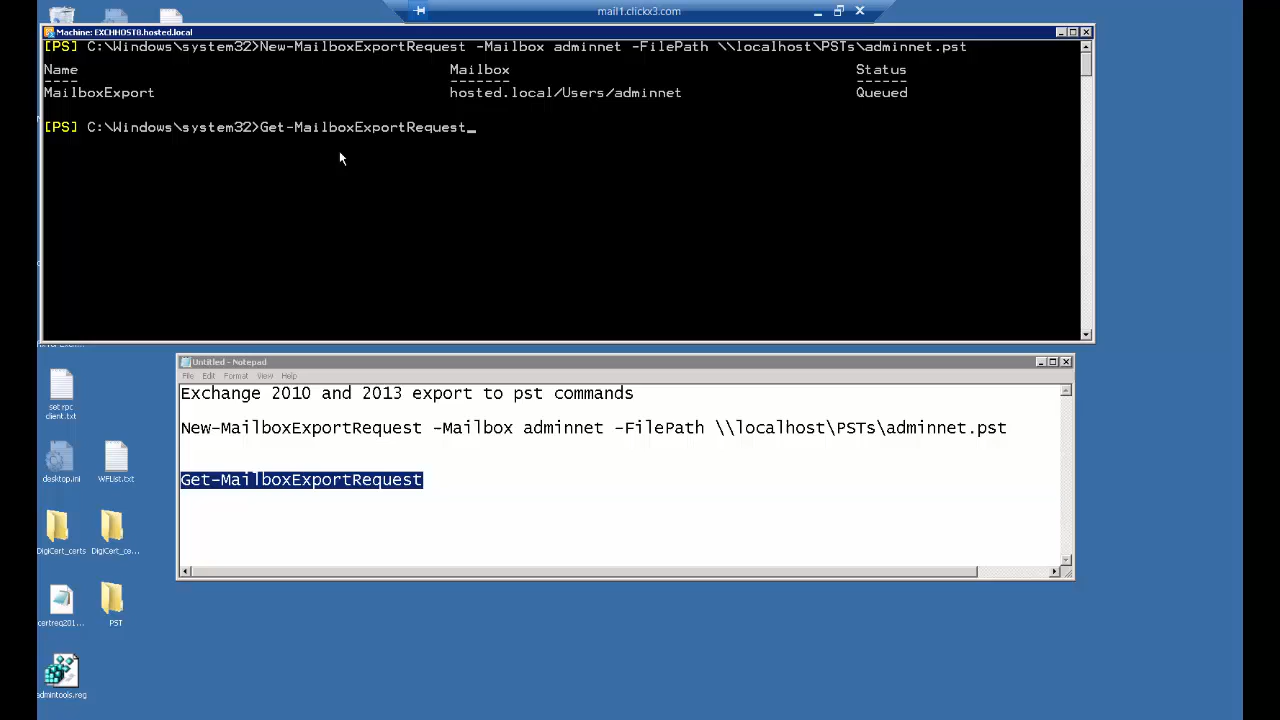 mail1.clickx3.com
Machine: EXCHHOST8.hosted.local
[PS] C:\Windows\system32>New-MailboxExportRequest -Mailbox adminnet -FilePath \\localhost\PSTs\adminnet.pst
Name Mailbox Status
---- ------- ------
MailboxExport hosted.local/Users/adminnet Queued
[PS] C:\Windows\system32>Get-MailboxExportRequest_
Untitled - Notepad
File Edit Format View Help
Exchange 2010 and 2013 export to pst commands
New-MailboxExportRequest -Mailbox adminnet -FilePath \\localhost\PSTs\adminnet.pst
Get-MailboxExportRequest
set rpc
client.txt
desktop.ini WFList.txt
DigiCert_certs DigiCert_ce...
certreq201... PST
admintools.reg